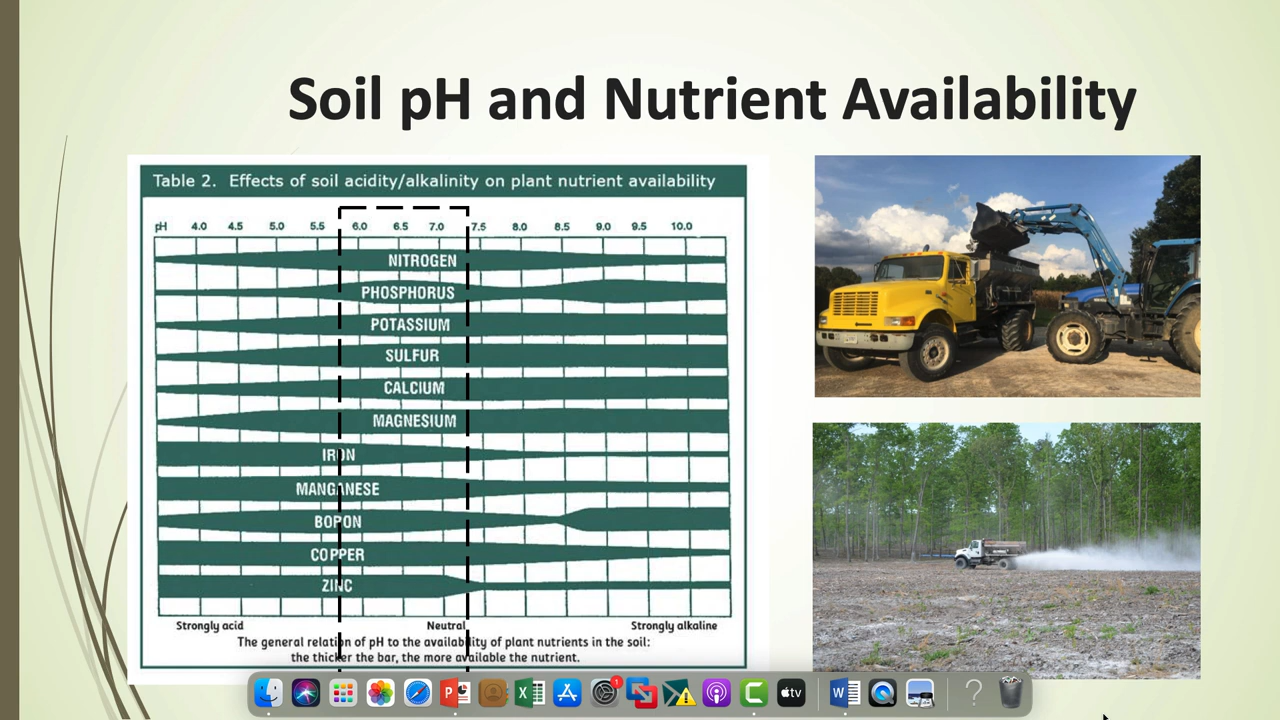 Soil pH and Nutrient Availability
Table 2. Effects of soil acidity/alkalinity on plant nutrient availability
pH 4.0 4.5 5.0 5.5 6.0 6.5 7.0 7.5 8.0 8.5 9.0 9.5 10.0
NITROGEN
PHOSPHORUS
POTASSIUM
SULFUR
CALCIUM
MAGNESIUM
IRON
MANGANESE
BORON
COPPER
ZINC
Strongly acid Neutral Strongly alkaline
The general relation of pH to the availability of plant nutrients in the soil:
the thicker the bar, the more available the nutrient.
1
tv